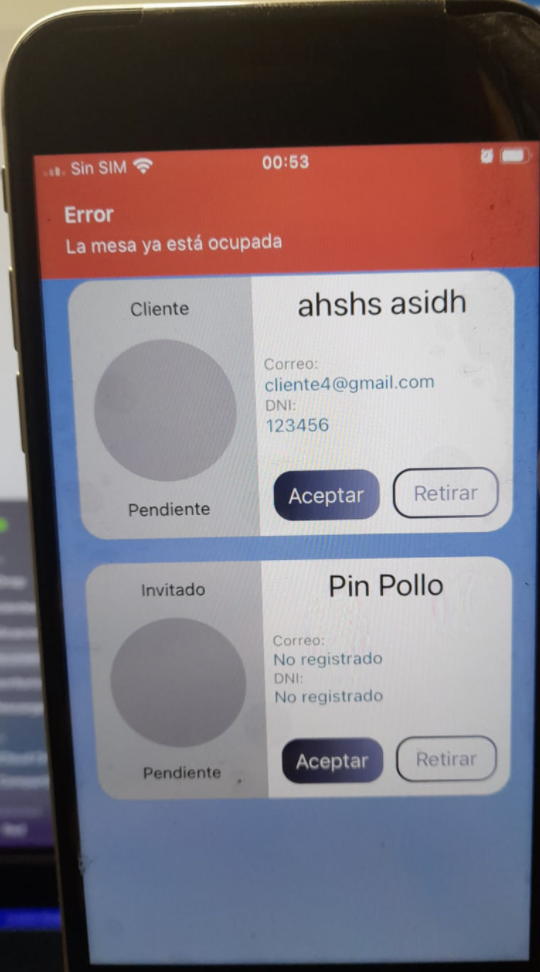 Sin SIM
00:53
Error
La mesa ya está ocupada
Cliente
ahshs asidh
Correo:
cliente4@gmail.com
DNI:
123456
Pendiente
Aceptar
Retirar
Invitado
Pin Pollo
Correo:
No registrado
DNI:
No registrado
Pendiente
Aceptar
Retirar